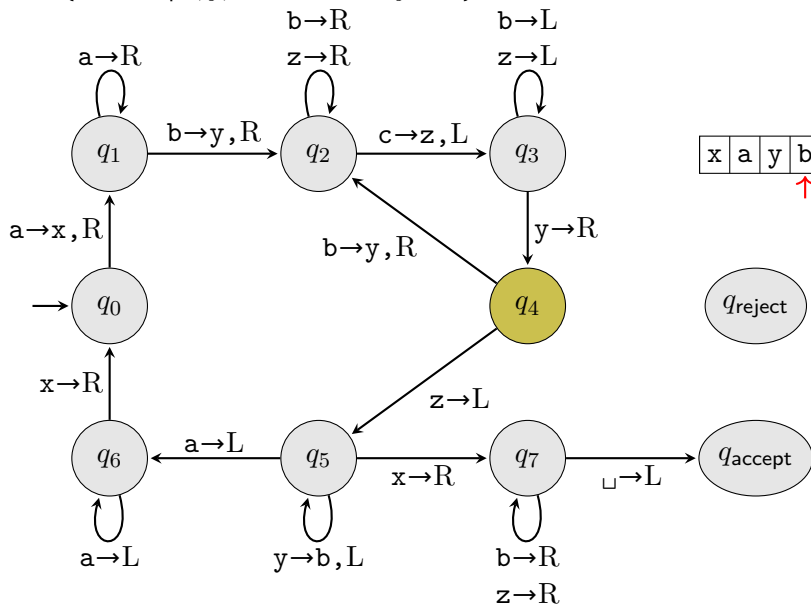 b→R b→L
a→R z→R z→L
q1 b→y,R q2 c→z,L q3 x a y b
↑
a→x,R b→y,R y→R
q0 q4 qreject
x→R z→L
q6 a→L q5 x→R q7 ␣→L qaccept
a→L y→b,L b→R
z→R